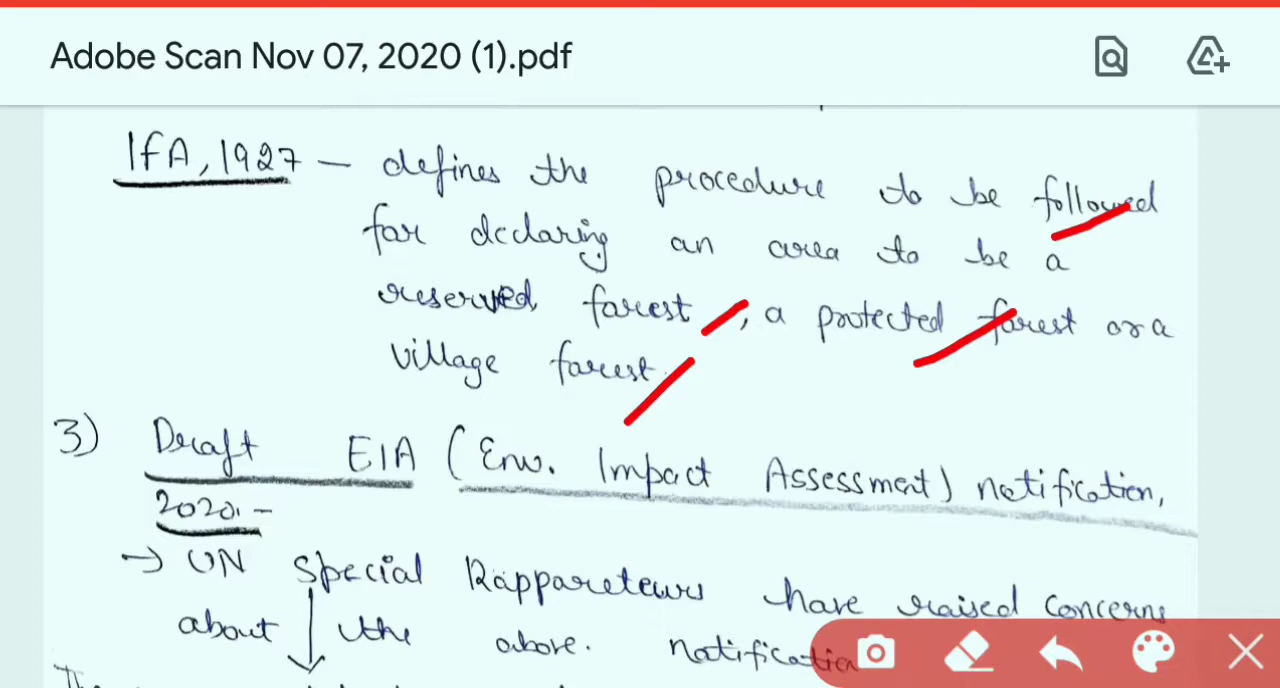 Adobe Scan Nov 07, 2020 (1).pdf
IFA, 1927 - defines the procedure to be followed
for declaring an area to be a
reserved forest, a protected forest or a
village forest.
3) Draft EIA (Env. Impact Assessment) notification,
2020. -
→ UN Special Rapporeteurs have raised concerns
about the above. notification